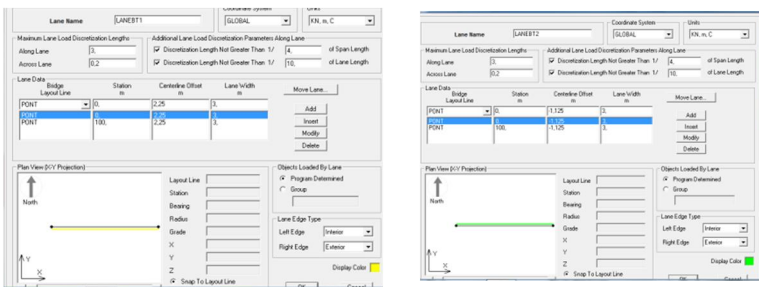 Coordinate System
Units
Lane Name
LANEBT1
GLOBAL
KN, m, C
Maximum Lane Load Discretization Lengths
Additional Lane Load Discretization Parameters Along Lane
Along Lane
3,
Discretization Length Not Greater Than 1/
4,
of Span Length
Across Lane
0,2
Discretization Length Not Greater Than 1/
10,
of Lane Length
Lane Data
Bridge
Layout Line
Station
m
Centerline Offset
m
Lane Width
m
Move Lane...
PONT
0,
2,25
3,
PONT
0,
2,25
3,
PONT
100,
2,25
3,
Add
Insert
Modify
Delete
Plan View (X-Y Projection)
North
Y
X
Layout Line
Station
Bearing
Radius
Grade
X
Y
Z
Snap To Layout Line
Objects Loaded By Lane
Program Determined
Group
Lane Edge Type
Left Edge
Interior
Right Edge
Exterior
Display Color
Coordinate System
Units
Lane Name
LANEBT2
GLOBAL
KN, m, C
Maximum Lane Load Discretization Lengths
Additional Lane Load Discretization Parameters Along Lane
Along Lane
3,
Discretization Length Not Greater Than 1/
4,
of Span Length
Across Lane
0,2
Discretization Length Not Greater Than 1/
10,
of Lane Length
Lane Data
Bridge
Layout Line
Station
m
Centerline Offset
m
Lane Width
m
Move Lane...
PONT
0,
-1,125
3,
PONT
0,
-1,125
3,
PONT
100,
-1,125
3,
Add
Insert
Modify
Delete
Plan View (X-Y Projection)
North
Y
X
Layout Line
Station
Bearing
Radius
Grade
X
Y
Z
Snap To Layout Line
Objects Loaded By Lane
Program Determined
Group
Lane Edge Type
Left Edge
Interior
Right Edge
Exterior
Display Color